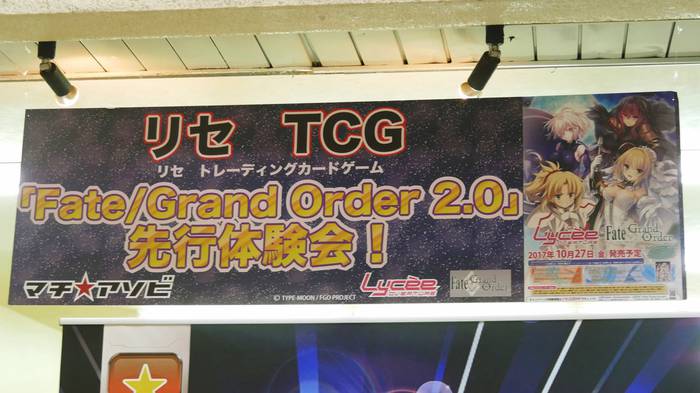 リセ TCG
リセ トレーディングカードゲーム
「Fate/Grand Order 2.0」
先行体験会!
マチ★アソビ
Lycèe
© TYPE-MOON / FGO PROJECT
Fate Grand Order
Lycèe
Fate Grand Order
2017年 10月27日 金 発売予定